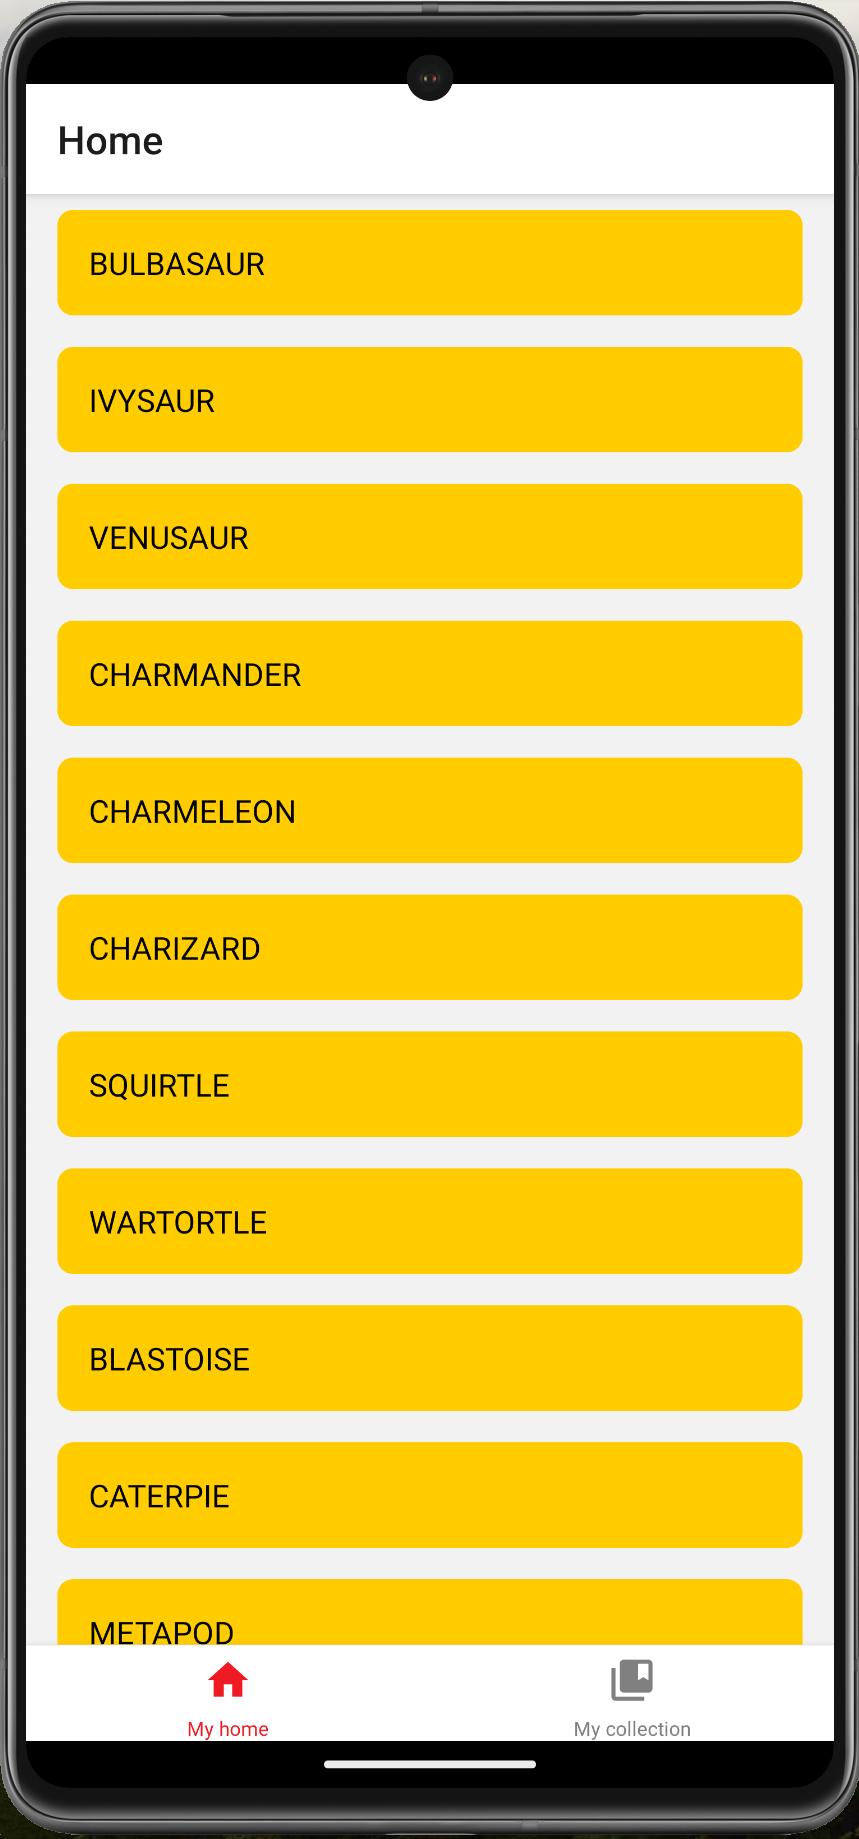 Home
BULBASAUR
IVYSAUR
VENUSAUR
CHARMANDER
CHARMELEON
CHARIZARD
SQUIRTLE
WARTORTLE
BLASTOISE
CATERPIE
METAPOD
My home
My collection